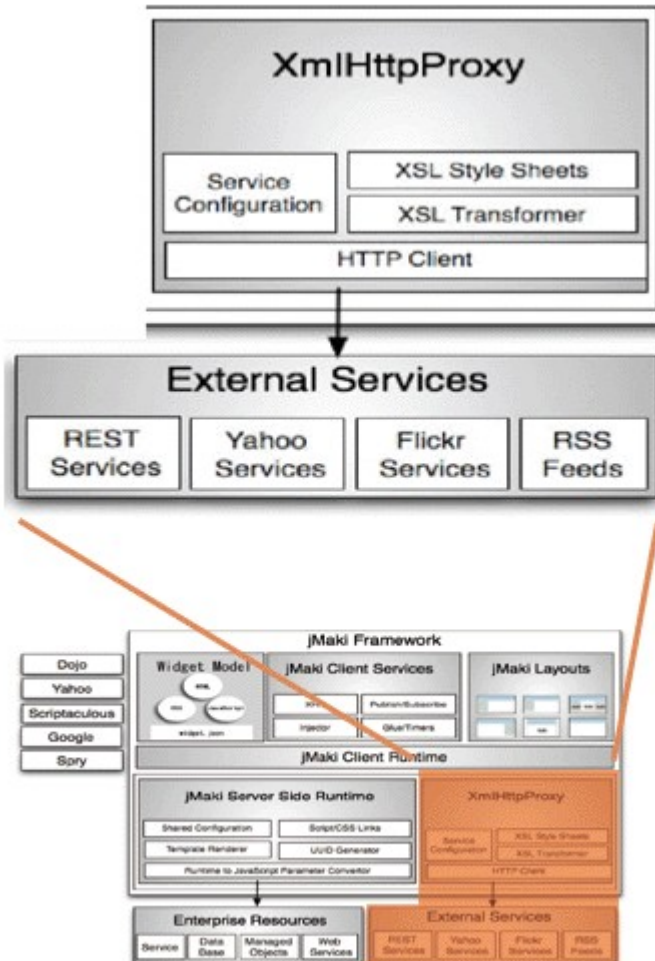 XmlHttpProxy
Service
Configuration
XSL Style Sheets
XSL Transformer
HTTP Client
External Services
REST
Services
Yahoo
Services
Flickr
Services
RSS
Feeds
jMaki Framework
Dojo
Yahoo
Scriptaculous
Google
Spry
Widget Model
widget.json
jMaki Client Services
Publish/Subscribe
Injector
Glue/Timers
jMaki Layouts
jMaki Client Runtime
jMaki Server Side Runtime
Shared Configuration
Script/CSS Links
Template Renderer
UUID Generator
Runtime to JavaScript Parameter Convertor
XmlHttpProxy
Service
Configuration
XSL Style Sheets
XSL Transformer
HTTP Client
Enterprise Resources
Service
Data
Base
Managed
Objects
Web
Services
External Services
REST
Services
Yahoo
Services
Flickr
Services
RSS
Feeds